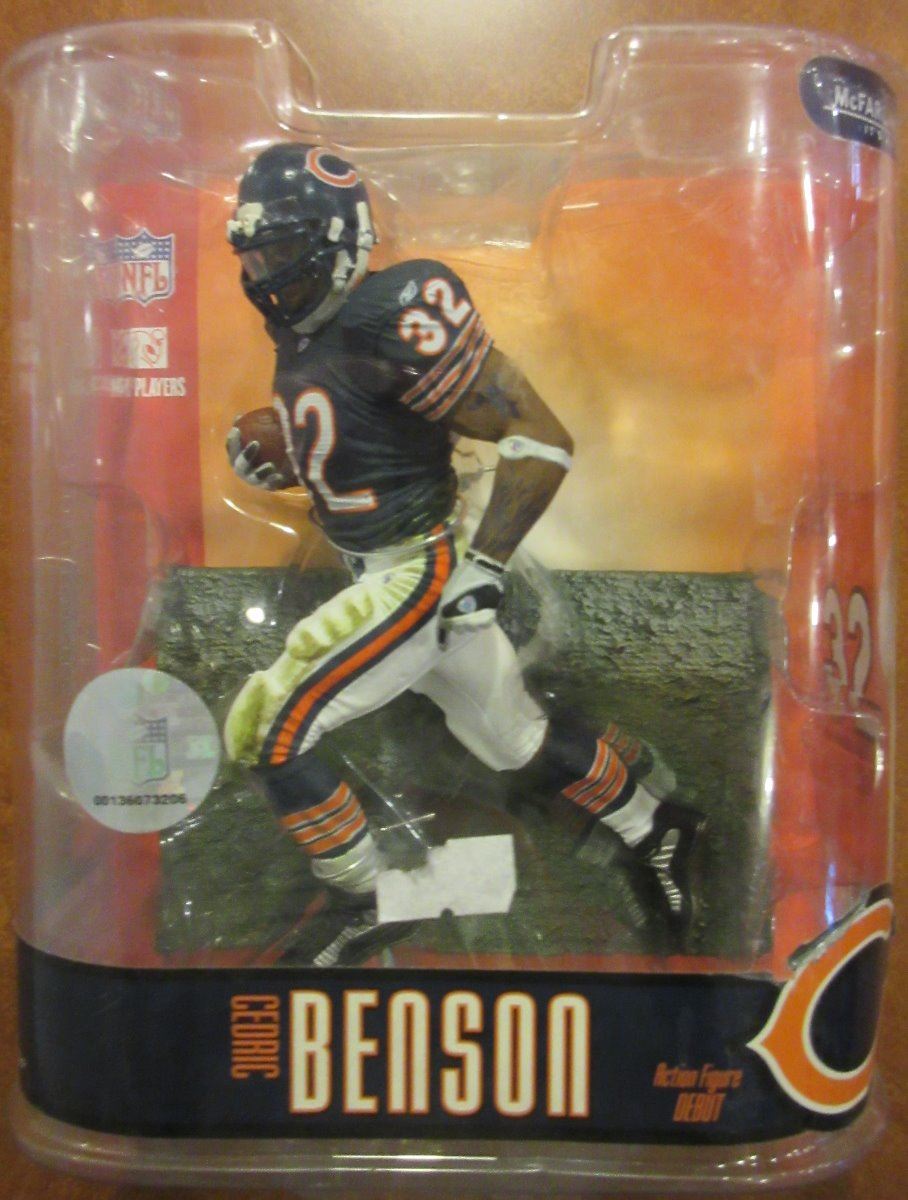 McFAR
NFL
PLAYERS
32
32
32
00136073206
CEDRIC
BENSON
Action Figure
DEBUT